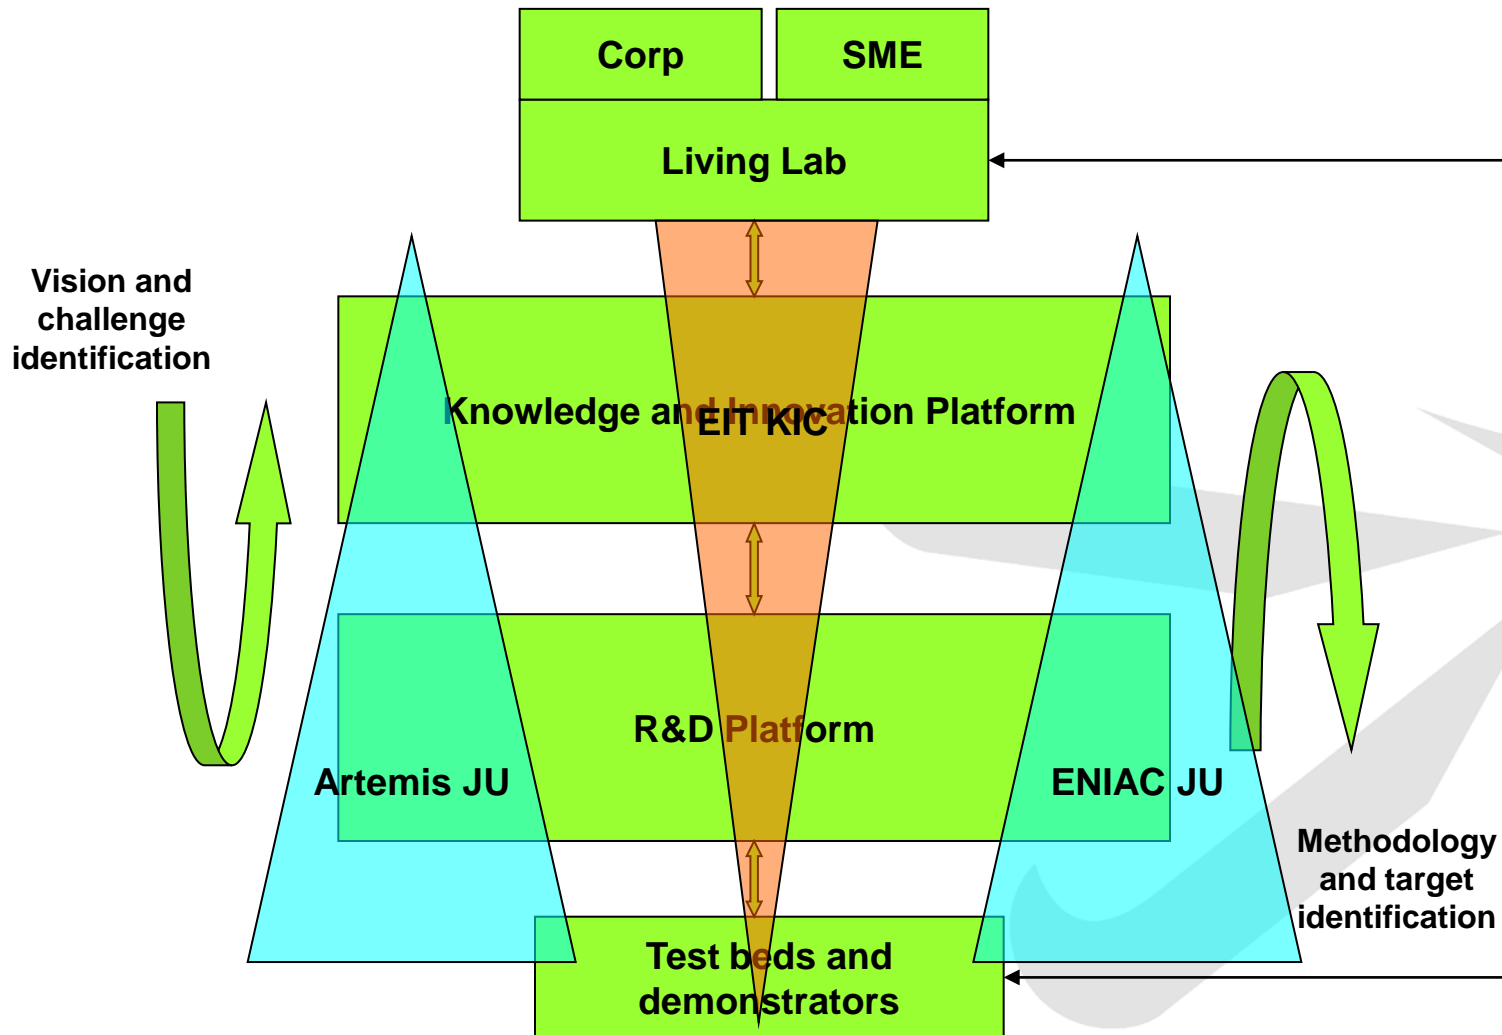 Corp
SME
Living Lab
Vision and
challenge
identification
Knowledge and Innovation Platform
EIT KIC
R&D Platform
Artemis JU
ENIAC JU
Methodology
and target
identification
Test beds and
demonstrators